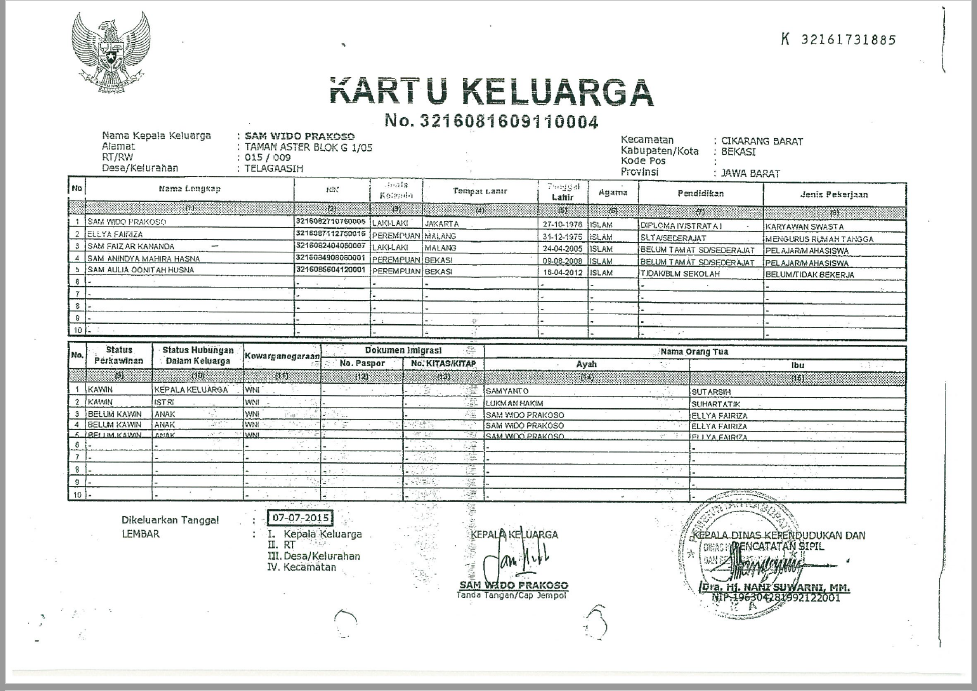 K 32161731885
KARTU KELUARGA
No. 3216081609110004
Nama Kepala Keluarga : SAM WIDO PRAKOSO
Alamat : TAMAN ASTER BLOK G 1/05
RT/RW : 015 / 009
Desa/Kelurahan : TELAGAASIH
Kecamatan : CIKARANG BARAT
Kabupaten/Kota : BEKASI
Kode Pos :
Provinsi : JAWA BARAT
No Nama Lengkap NIK Jenis Kelamin Tempat Lahir Tanggal Lahir Agama Pendidikan Jenis Pekerjaan
(1) (2) (3) (4) (5) (6) (7) (8)
1 SAM WIDO PRAKOSO LAKI-LAKI JAKARTA 27-10-1976 ISLAM DIPLOMA IV/STRATA I KARYAWAN SWASTA
2 ELLYA FAIRIZA PEREMPUAN MALANG 31-12-1975 ISLAM SLTA/SEDERAJAT MENGURUS RUMAH TANGGA
3 SAM FAIZ AR KANANDA 3216082404050007 LAKI-LAKI MALANG 24-04-2005 ISLAM BELUM TAMAT SD/SEDERAJAT PELAJAR/MAHASISWA
4 SAM ANINDYA MAHIRA HASNA 3216084908080001 PEREMPUAN BEKASI 09-08-2008 ISLAM BELUM TAMAT SD/SEDERAJAT PELAJAR/MAHASISWA
5 SAM AULIA QONITAH HUSNA 3216085604120001 PEREMPUAN BEKASI 16-04-2012 ISLAM TIDAK/BLM SEKOLAH BELUM/TIDAK BEKERJA
6 - - - - - - - -
7 - - - - - - - -
8 - - - - - - - -
9 - - - - - - - -
10 - - - - - - - -
No. Status Perkawinan Status Hubungan Dalam Keluarga Kewarganegaraan Dokumen Imigrasi Nama Orang Tua
No. Paspor No. KITAS/KITAP Ayah Ibu
(9) (10) (11) (12) (13) (14) (15)
1 KAWIN KEPALA KELUARGA WNI - - SAMYANTO SUTARSIH
2 KAWIN ISTRI WNI - - LUKMAN HAKIM SUHARTATIK
3 BELUM KAWIN ANAK WNI - - SAM WIDO PRAKOSO ELLYA FAIRIZA
4 BELUM KAWIN ANAK WNI - - SAM WIDO PRAKOSO ELLYA FAIRIZA
5 BELUM KAWIN ANAK WNI - - SAM WIDO PRAKOSO ELLYA FAIRIZA
6 - - - - - - -
7 - - - - - - -
8 - - - - - - -
9 - - - - - - -
10 - - - - - - -
Dikeluarkan Tanggal : 07-07-2015
LEMBAR : I. Kepala Keluarga
II. RT
III. Desa/Kelurahan
IV. Kecamatan
KEPALA KELUARGA
SAM WIDO PRAKOSO
Tanda Tangan/Cap Jempol
KEPALA DINAS KEPENDUDUKAN DAN
PENCATATAN SIPIL
Dra. Hj. NANI SUWARNI, MM.
NIP 196304281992122001